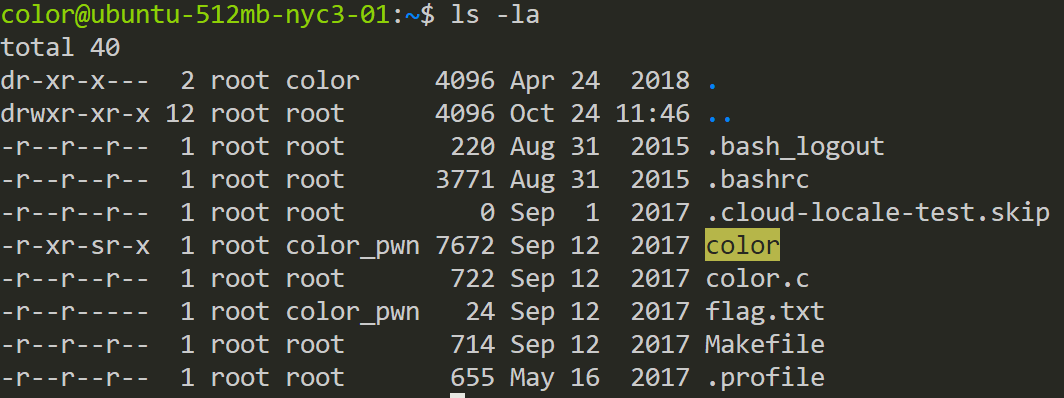 color@ubuntu-512mb-nyc3-01:~$ ls -la
total 40
dr-xr-x---  2 root color     4096 Apr 24  2018 .
drwxr-xr-x 12 root root      4096 Oct 24 11:46 ..
-r--r--r--  1 root root       220 Aug 31  2015 .bash_logout
-r--r--r--  1 root root      3771 Aug 31  2015 .bashrc
-r--r--r--  1 root root         0 Sep  1  2017 .cloud-locale-test.skip
-r-xr-sr-x  1 root color_pwn 7672 Sep 12  2017 color
-r--r--r--  1 root root       722 Sep 12  2017 color.c
-r--r-----  1 root color_pwn   24 Sep 12  2017 flag.txt
-r--r--r--  1 root root       714 Sep 12  2017 Makefile
-r--r--r--  1 root root       655 May 16  2017 .profile